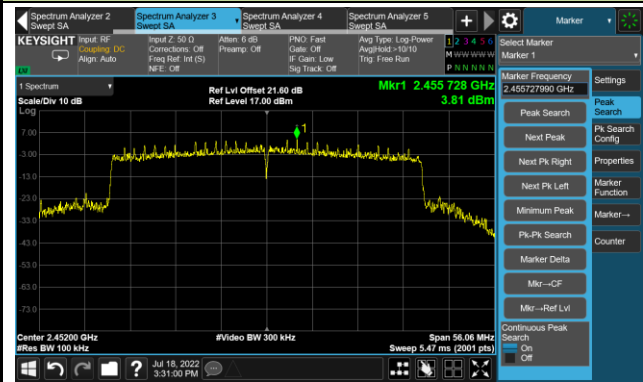 Spectrum Analyzer 2
Swept SA
Spectrum Analyzer 3
Swept SA
Spectrum Analyzer 4
Swept SA
Spectrum Analyzer 5
Swept SA
+
Marker
KEYSIGHT
Input: RF
Coupling: DC
Align: Auto
Input Z: 50 Ω
Corrections: Off
Freq Ref: Int (S)
NFE: Off
Atten: 6 dB
Preamp: Off
PNO: Fast
Gate: Off
IF Gain: Low
Sig Track: Off
Avg Type: Log-Power
Avg|Hold:>10/10
Trig: Free Run
1 2 3 4 5 6
M W W W W W
P N N N N N
LXI
Select Marker
Marker 1
1 Spectrum
Scale/Div 10 dB
Log
Ref Lvl Offset 21.60 dB
Ref Level 17.00 dBm
Mkr1 2.455 728 GHz
3.81 dBm
1
7.00
-3.00
-13.0
-23.0
-33.0
-43.0
-53.0
-63.0
-73.0
Center 2.45200 GHz
#Res BW 100 kHz
#Video BW 300 kHz
Span 56.06 MHz
Sweep 5.47 ms (2001 pts)
Marker Frequency
2.455727990 GHz
Peak Search
Next Peak
Next Pk Right
Next Pk Left
Minimum Peak
Pk-Pk Search
Marker Delta
Mkr→CF
Mkr→Ref Lvl
Continuous Peak
Search
On
Off
Settings
Peak
Search
Pk Search
Config
Properties
Marker
Function
Marker→
Counter
?
Jul 18, 2022
3:31:00 PM